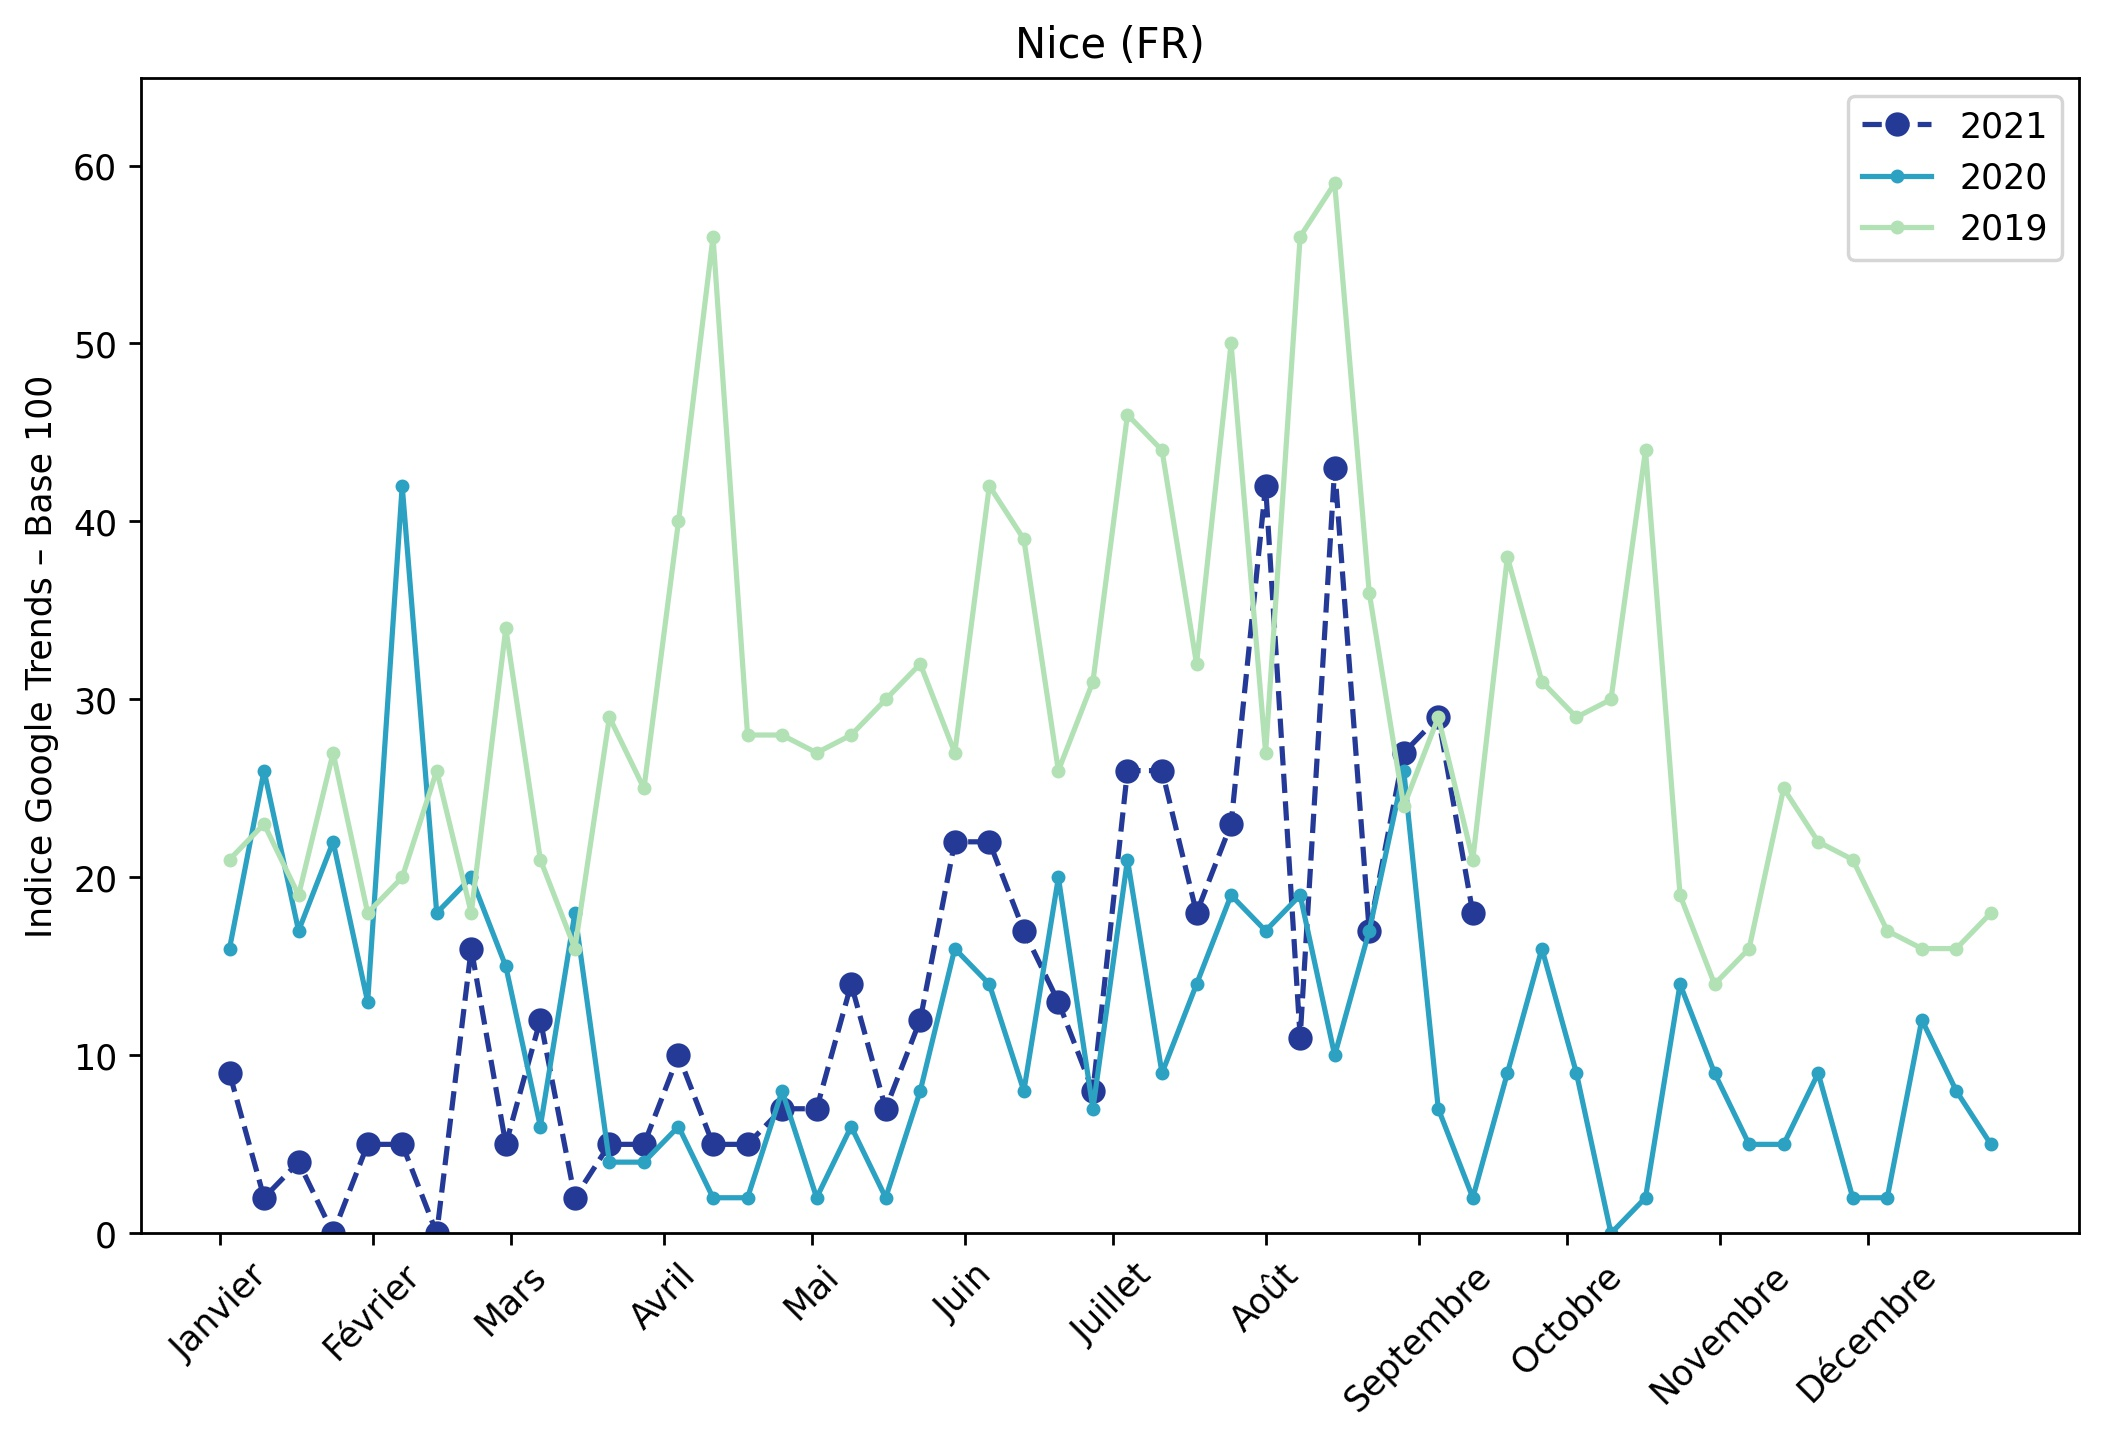 Nice (FR)
Indice Google Trends – Base 100
60
50
40
30
20
10
0
2021
2020
2019
Janvier
Février
Mars
Avril
Mai
Juin
Juillet
Août
Septembre
Octobre
Novembre
Décembre